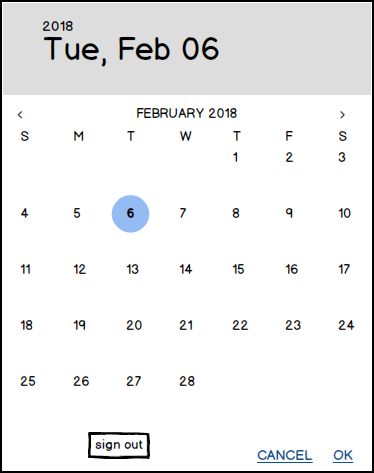 2018
Tue, Feb 06
‹ FEBRUARY 2018 ›
S M T W T F S
1 2 3
4 5 6 7 8 9 10
11 12 13 14 15 16 17
18 19 20 21 22 23 24
25 26 27 28
sign out
CANCEL OK